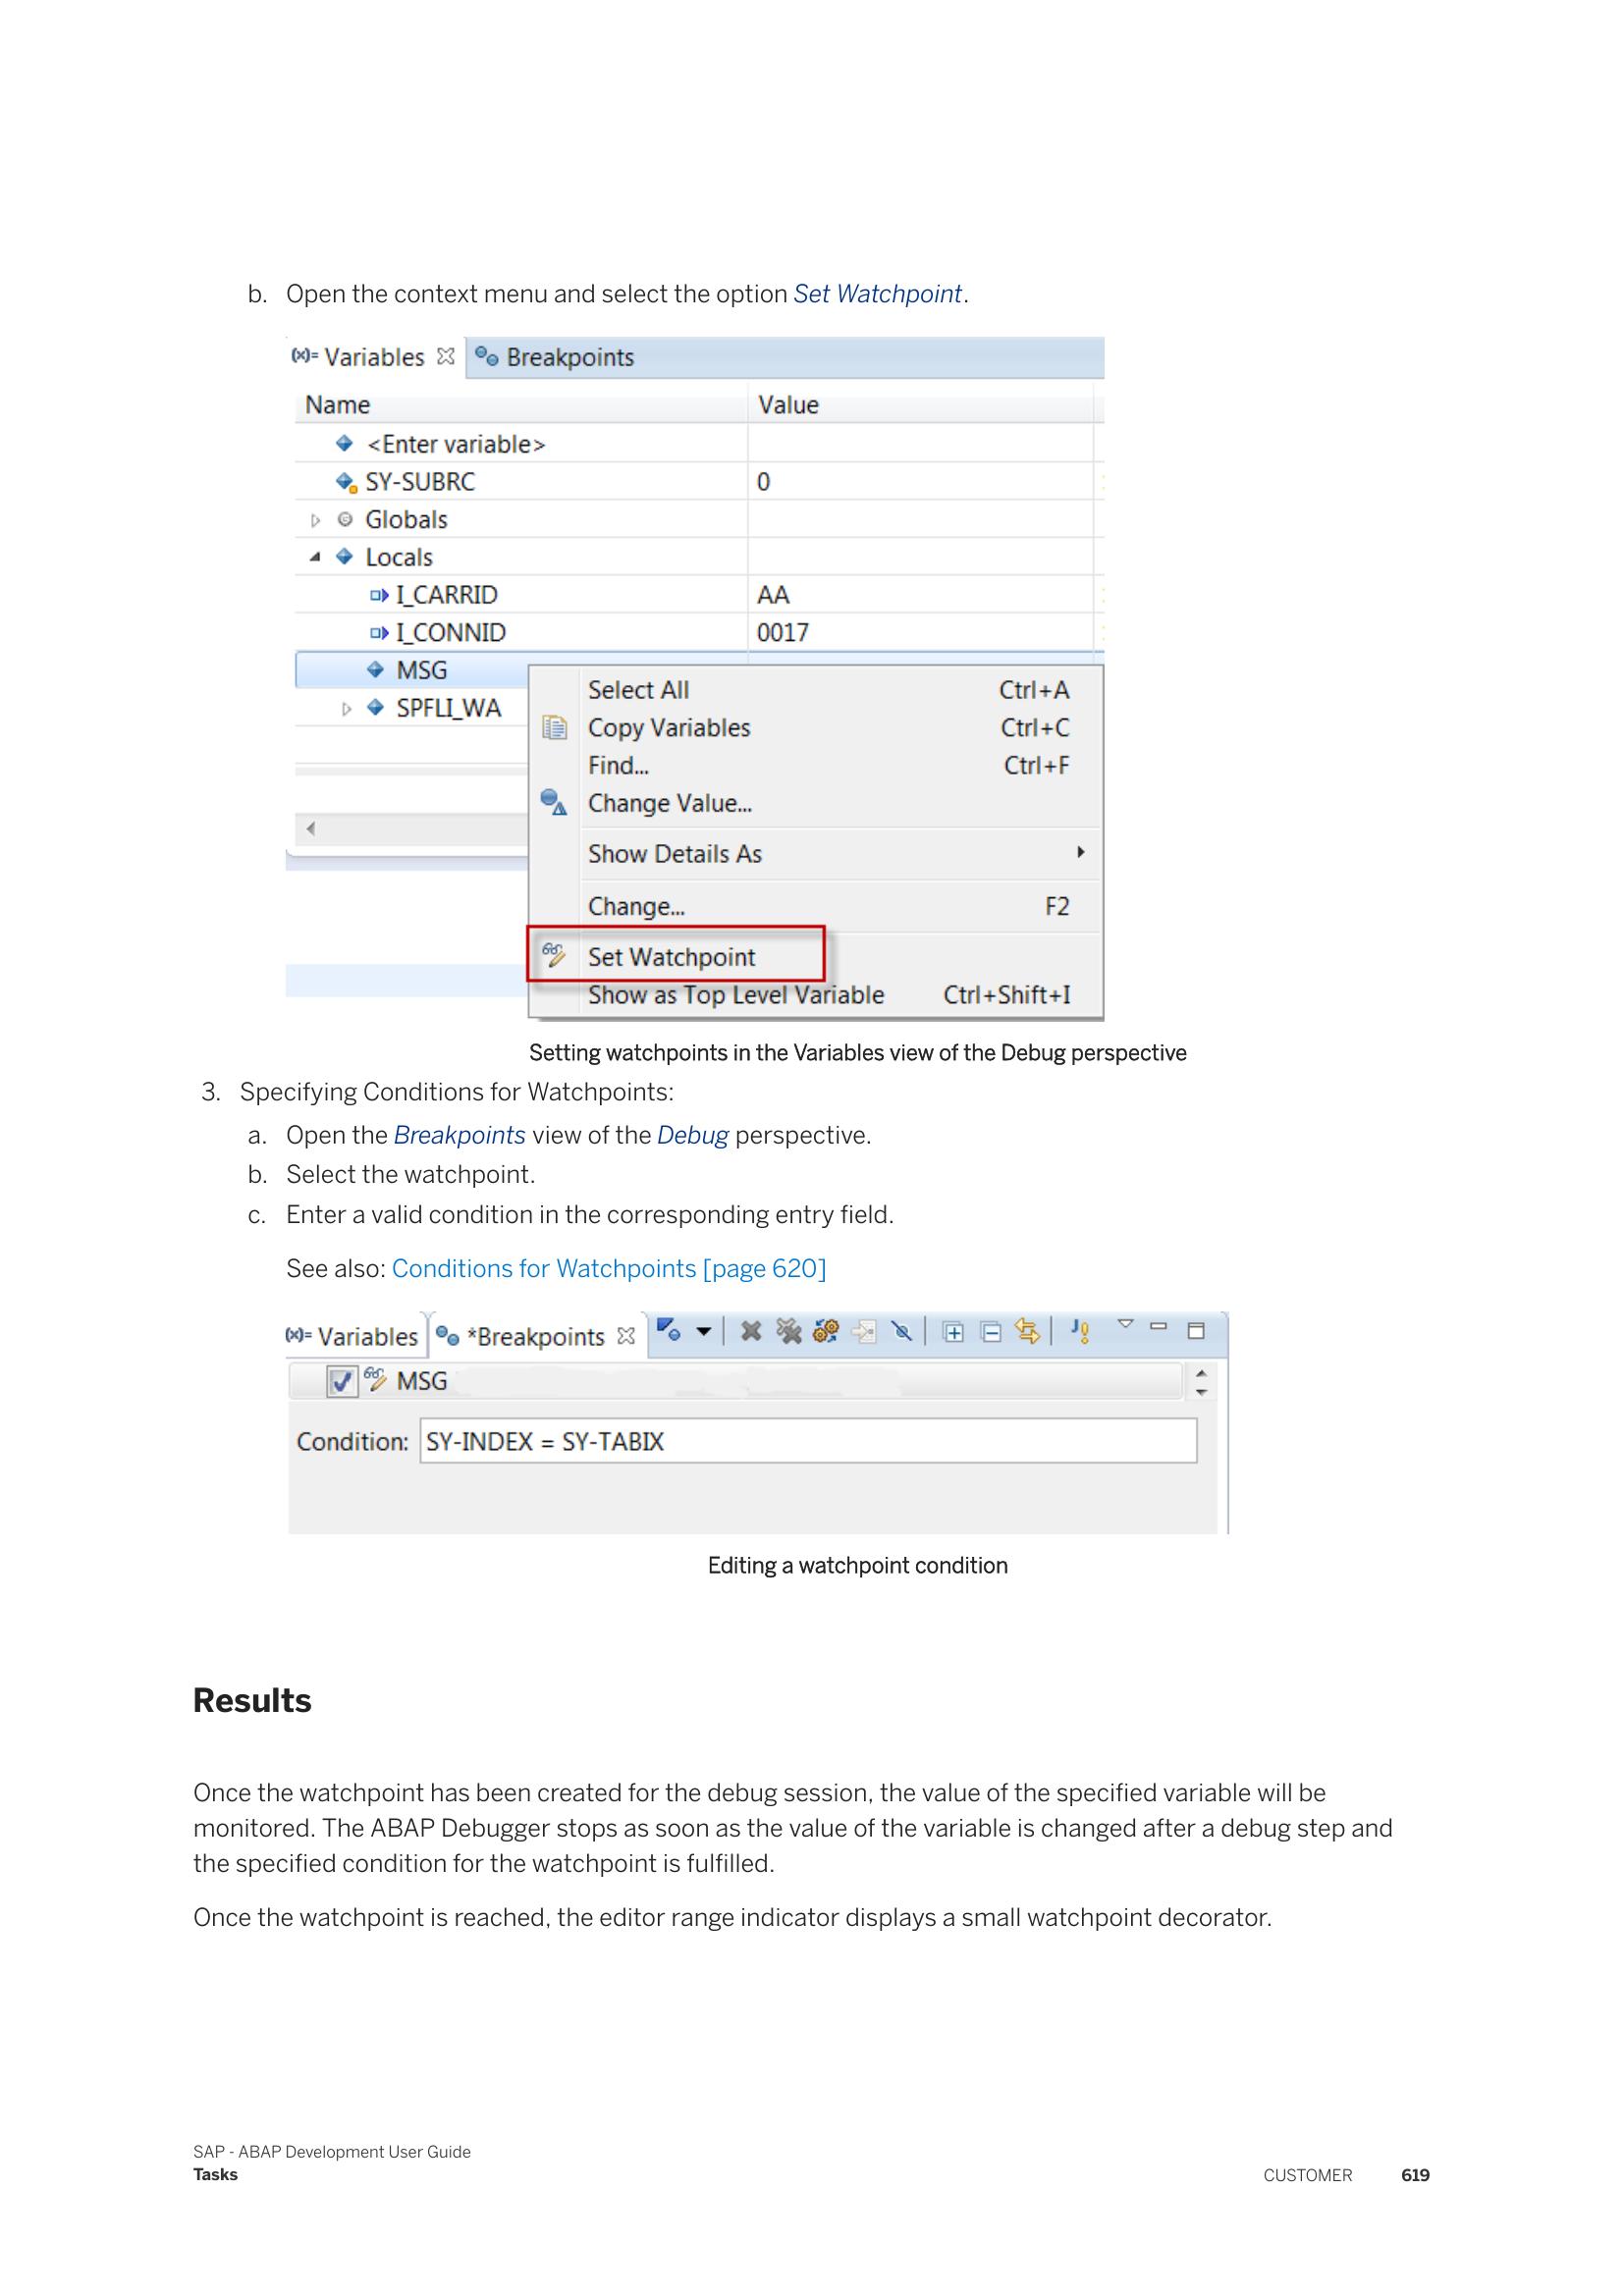 b. Open the context menu and select the option Set Watchpoint.
(x)= Variables Breakpoints
Name Value
<Enter variable>
SY-SUBRC 0
Globals
Locals
I_CARRID AA
I_CONNID 0017
MSG
SPFLI_WA
Select All Ctrl+A
Copy Variables Ctrl+C
Find... Ctrl+F
Change Value...
Show Details As
Change... F2
Set Watchpoint
Show as Top Level Variable Ctrl+Shift+I
Setting watchpoints in the Variables view of the Debug perspective
3. Specifying Conditions for Watchpoints:
a. Open the Breakpoints view of the Debug perspective.
b. Select the watchpoint.
c. Enter a valid condition in the corresponding entry field.
See also: Conditions for Watchpoints [page 620]
(x)= Variables *Breakpoints
MSG
Condition: SY-INDEX = SY-TABIX
Editing a watchpoint condition
Results
Once the watchpoint has been created for the debug session, the value of the specified variable will be
monitored. The ABAP Debugger stops as soon as the value of the variable is changed after a debug step and
the specified condition for the watchpoint is fulfilled.
Once the watchpoint is reached, the editor range indicator displays a small watchpoint decorator.
SAP - ABAP Development User Guide
Tasks
CUSTOMER 619